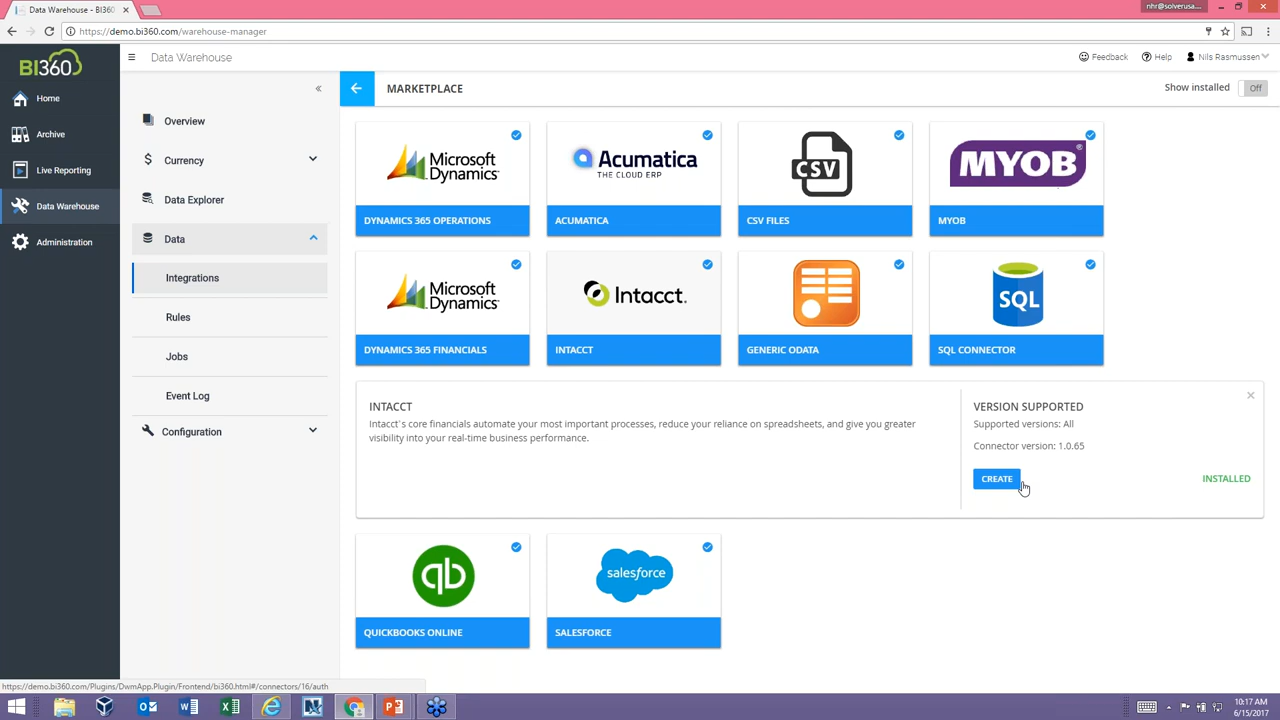 Data Warehouse - BI360
nhr@solverusa....
https://demo.bi360.com/warehouse-manager
BI360
Home
Archive
Live Reporting
Data Warehouse
Administration
Data Warehouse
Feedback
Help
Nils Rasmussen
Overview
Currency
Data Explorer
Data
Integrations
Rules
Jobs
Event Log
Configuration
MARKETPLACE
Show installed
Off
Microsoft Dynamics
DYNAMICS 365 OPERATIONS
Acumatica
THE CLOUD ERP
ACUMATICA
CSV
CSV FILES
MYOB
MYOB
Microsoft Dynamics
DYNAMICS 365 FINANCIALS
Intacct.
INTACCT
GENERIC ODATA
SQL
SQL CONNECTOR
INTACCT
Intacct's core financials automate your most important processes, reduce your reliance on spreadsheets, and give you greater
visibility into your real-time business performance.
VERSION SUPPORTED
Supported versions: All
Connector version: 1.0.65
CREATE
INSTALLED
qb
QUICKBOOKS ONLINE
salesforce
SALESFORCE
https://demo.bi360.com/Plugins/DwmApp.Plugin/Frontend/bi360.html#/connectors/16/auth
10:17 AM
6/15/2017